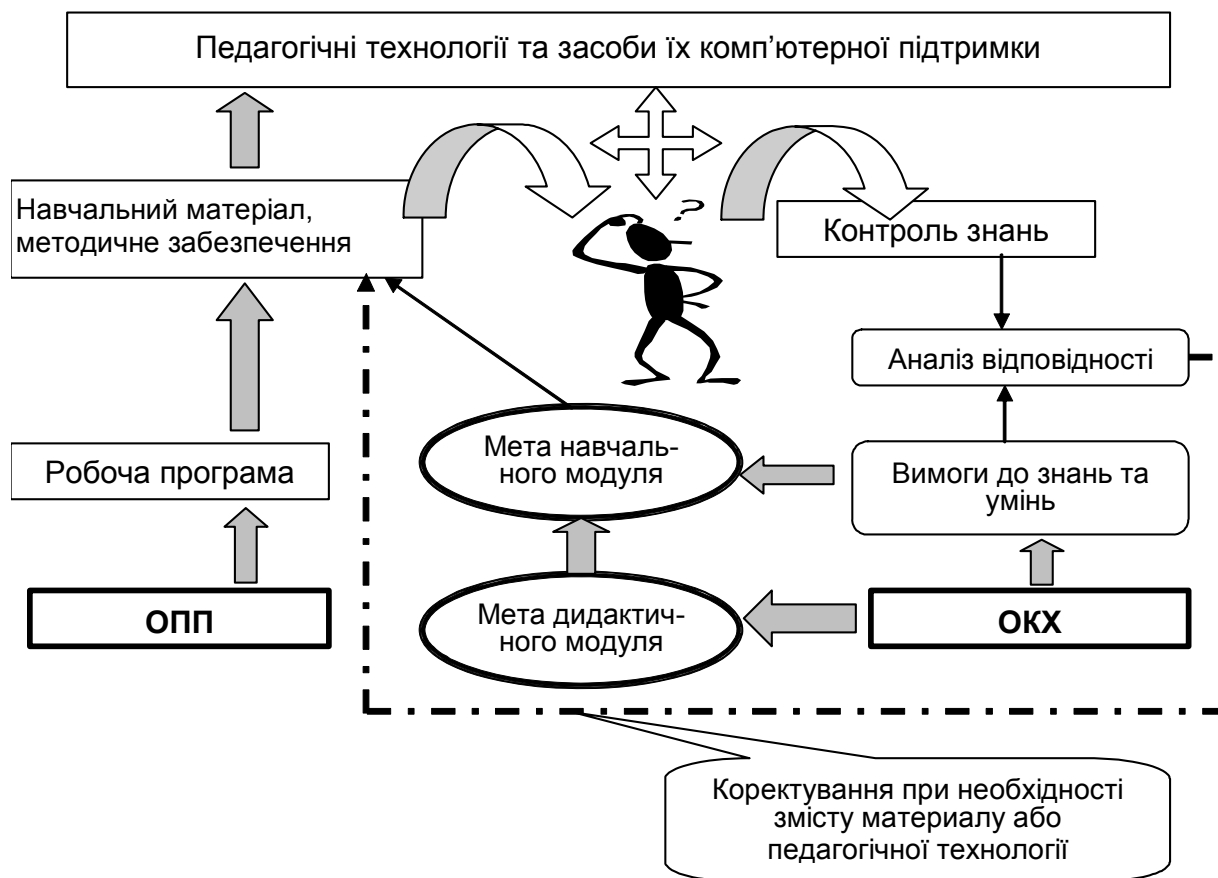 Педагогічні технології та засоби їх комп’ютерної підтримки
Навчальний матеріал,
методичне забезпечення
?
Контроль знань
Аналіз відповідності
Мета навчаль-
ного модуля
Робоча програма
Вимоги до знань та
умінь
ОПП
Мета дидактич-
ного модуля
ОКХ
Коректування при необхідності
змісту материалу або
педагогічної технології